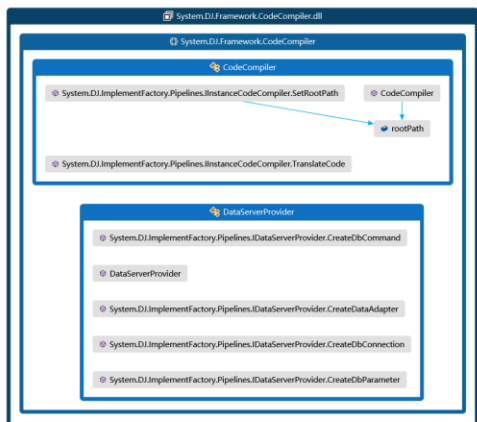 System.DJ.Framework.CodeCompiler.dll
System.DJ.Framework.CodeCompiler
CodeCompiler
System.DJ.ImplementFactory.Pipelines.IInstanceCodeCompiler.SetRootPath
CodeCompiler
rootPath
System.DJ.ImplementFactory.Pipelines.IInstanceCodeCompiler.TranslateCode
DataServerProvider
System.DJ.ImplementFactory.Pipelines.IDataServerProvider.CreateDbCommand
DataServerProvider
System.DJ.ImplementFactory.Pipelines.IDataServerProvider.CreateDataAdapter
System.DJ.ImplementFactory.Pipelines.IDataServerProvider.CreateDbConnection
System.DJ.ImplementFactory.Pipelines.IDataServerProvider.CreateDbParameter